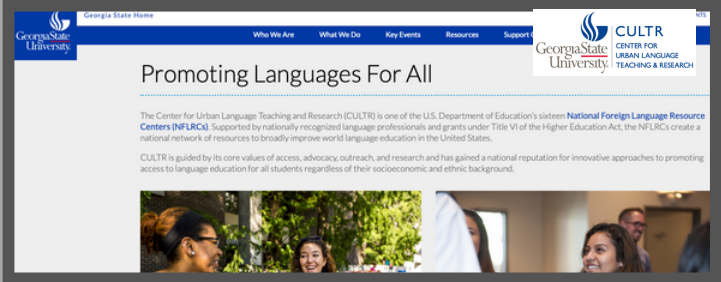 Georgia State Home
NTS
GeorgiaState
University
Who We Are
What We Do
Key Events
Resources
Support
GeorgiaState
University
CULTR
CENTER FOR
URBAN LANGUAGE
TEACHING & RESEARCH
Promoting Languages For All
The Center for Urban Language Teaching and Research (CULTR) is one of the U.S. Department of Education's sixteen National Foreign Language Resource
Centers (NFLRCs). Supported by nationally recognized language professionals and grants under Title VI of the Higher Education Act, the NFLRCs create a
national network of resources to broadly improve world language education in the United States.
CULTR is guided by its core values of access, advocacy, outreach, and research and has gained a national reputation for innovative approaches to promoting
access to language education for all students regardless of their socioeconomic and ethnic background.